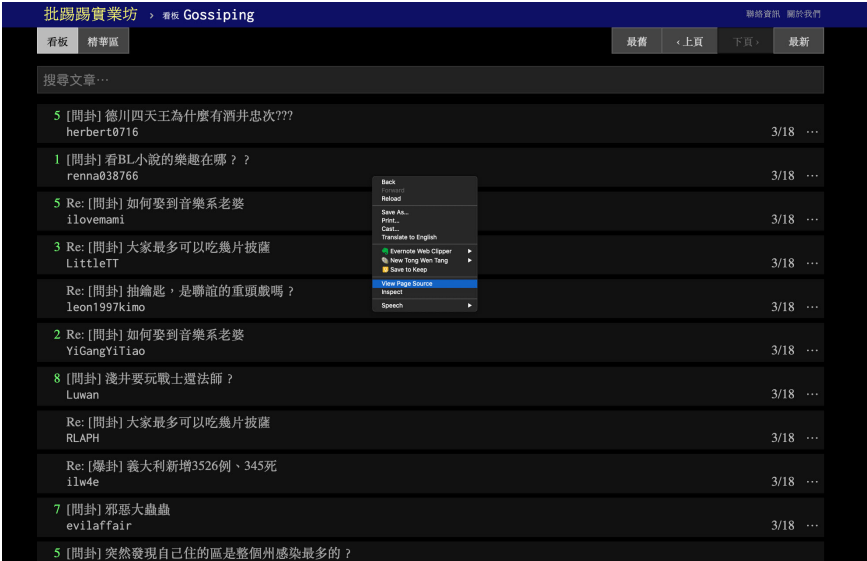 批踢踢實業坊 › 看板 Gossiping 聯絡資訊 關於我們
看板 精華區 最舊 ‹ 上頁 下頁 › 最新
搜尋文章⋯
5 [問卦] 德川四天王為什麼有酒井忠次???
herbert0716 3/18 ⋯
1 [問卦] 看BL小說的樂趣在哪？？
renna038766 3/18 ⋯
5 Re: [問卦] 如何娶到音樂系老婆
ilovemami 3/18 ⋯
3 Re: [問卦] 大家最多可以吃幾片披薩
LittleTT 3/18 ⋯
Re: [問卦] 抽鑰匙，是聯誼的重頭戲嗎？
leon1997kimo 3/18 ⋯
2 Re: [問卦] 如何娶到音樂系老婆
YiGangYiTiao 3/18 ⋯
8 [問卦] 淺井要玩戰士還法師？
Luwan 3/18 ⋯
Re: [問卦] 大家最多可以吃幾片披薩
RLAPH 3/18 ⋯
Re: [爆卦] 義大利新增3526例、345死
ilw4e 3/18 ⋯
7 [問卦] 邪惡大蟲蟲
evilaffair 3/18 ⋯
5 [問卦] 突然發現自己住的區是整個州感染最多的？
Back
Forward
Reload
Save As...
Print...
Cast...
Translate to English
Evernote Web Clipper
New Tong Wen Tang
Save to Keep
View Page Source
Inspect
Speech